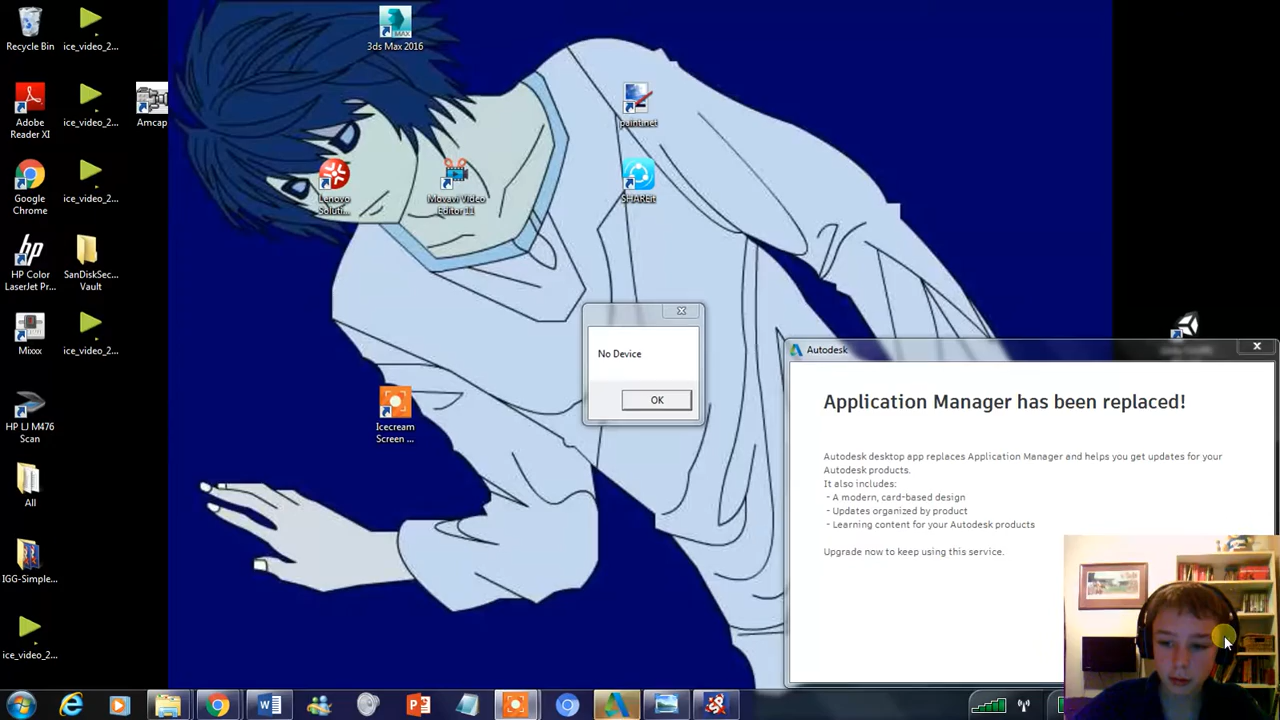 Recycle Bin
ice_video_2...
3ds Max 2016
Adobe
Reader XI
ice_video_2...
Amcap
paint.net
Google
Chrome
ice_video_2...
Lenovo
Soluti...
Movavi Video
Editor 11
SHAREit
HP Color
LaserJet Pr...
SanDiskSec...
Vault
Mixxx
ice_video_2...
No Device
OK
Autodesk
Application Manager has been replaced!
Autodesk desktop app replaces Application Manager and helps you get updates for your
Autodesk products.
It also includes:
- A modern, card-based design
- Updates organized by product
- Learning content for your Autodesk products
Upgrade now to keep using this service.
HP LJ M476
Scan
Icecream
Screen ...
All
IGG-Simple...
ice_video_2...